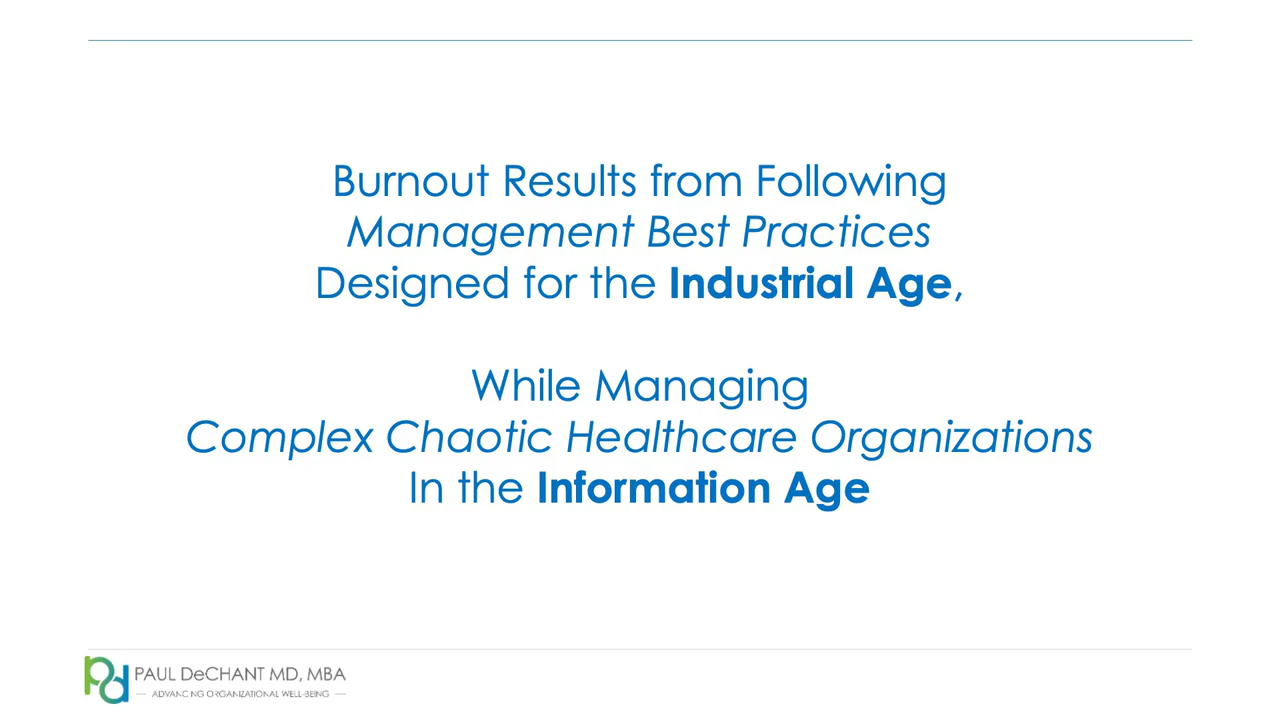 Burnout Results from Following
Management Best Practices
Designed for the Industrial Age,
While Managing
Complex Chaotic Healthcare Organizations
In the Information Age
pd PAUL DeCHANT MD, MBA
— ADVANCING ORGANIZATIONAL WELL-BEING —